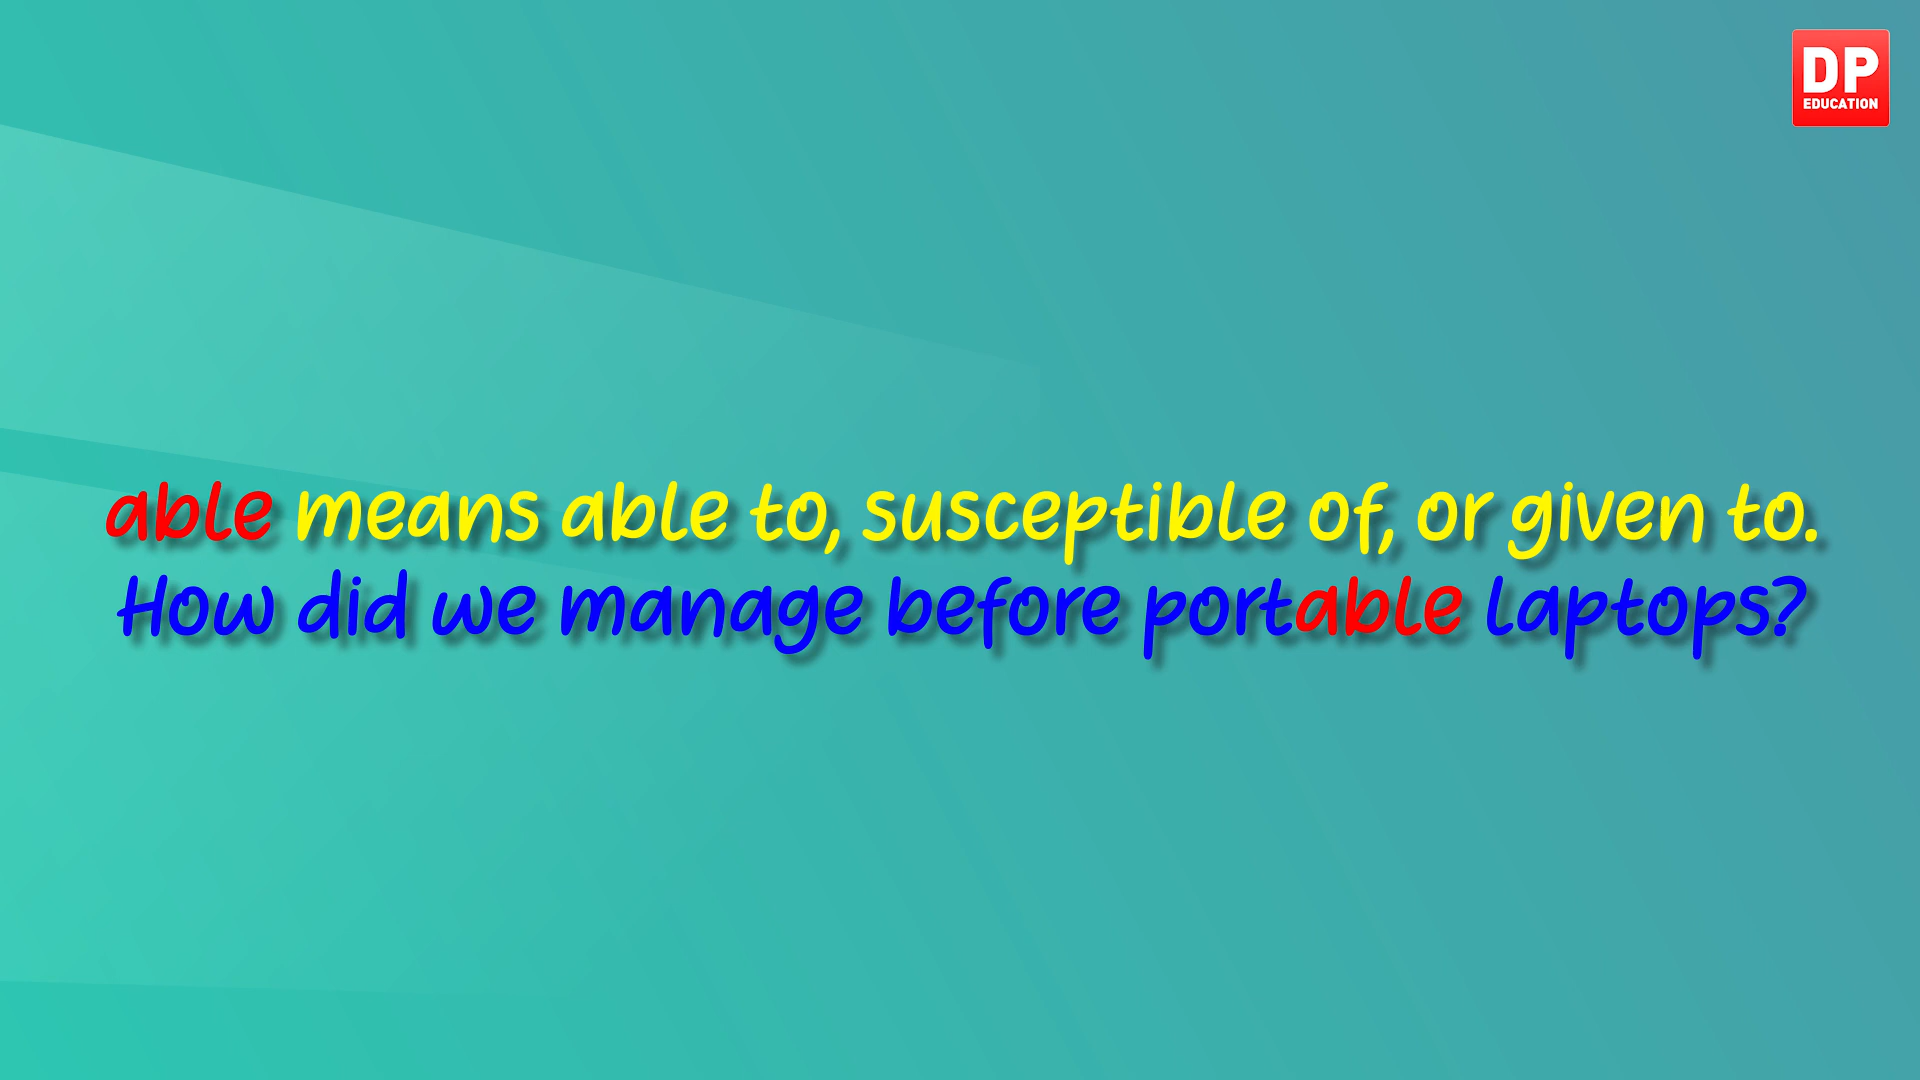 DP
EDUCATION
able means able to, susceptible of, or given to.
How did we manage before portable laptops?